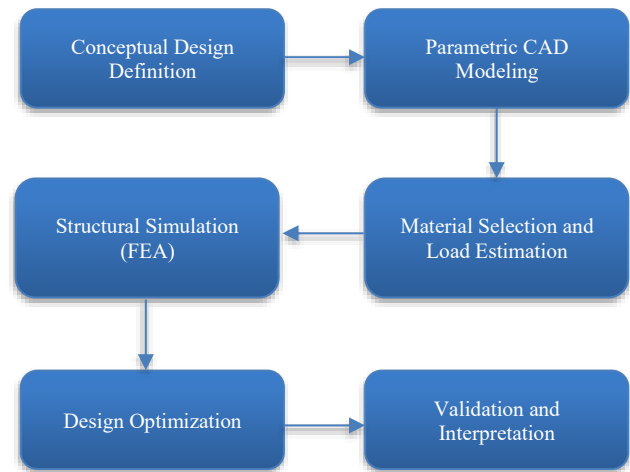 Conceptual Design
Definition
Parametric CAD
Modeling
Material Selection and
Load Estimation
Structural Simulation
(FEA)
Design Optimization
Validation and
Interpretation